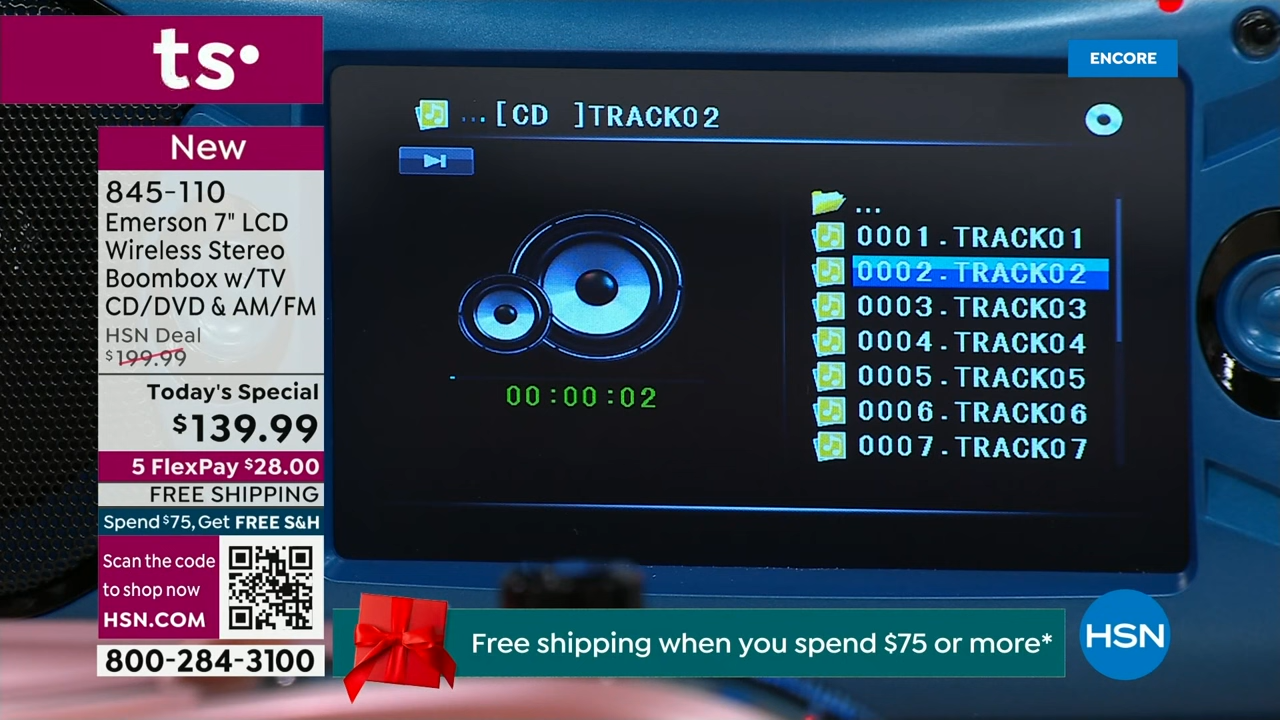 ts.
New
845-110
Emerson 7" LCD
Wireless Stereo
Boombox w/TV
CD/DVD & AM/FM
HSN Deal
$199.99
Today's Special
$139.99
5 FlexPay $28.00
FREE SHIPPING
Spend $75, Get FREE S&H
Scan the code
to shop now
HSN.COM
800-284-3100
ENCORE
...[CD ]TRACK02
...
0001.TRACK01
0002.TRACK02
0003.TRACK03
0004.TRACK04
0005.TRACK05
0006.TRACK06
0007.TRACK07
00:00:02
Free shipping when you spend $75 or more*
HSN